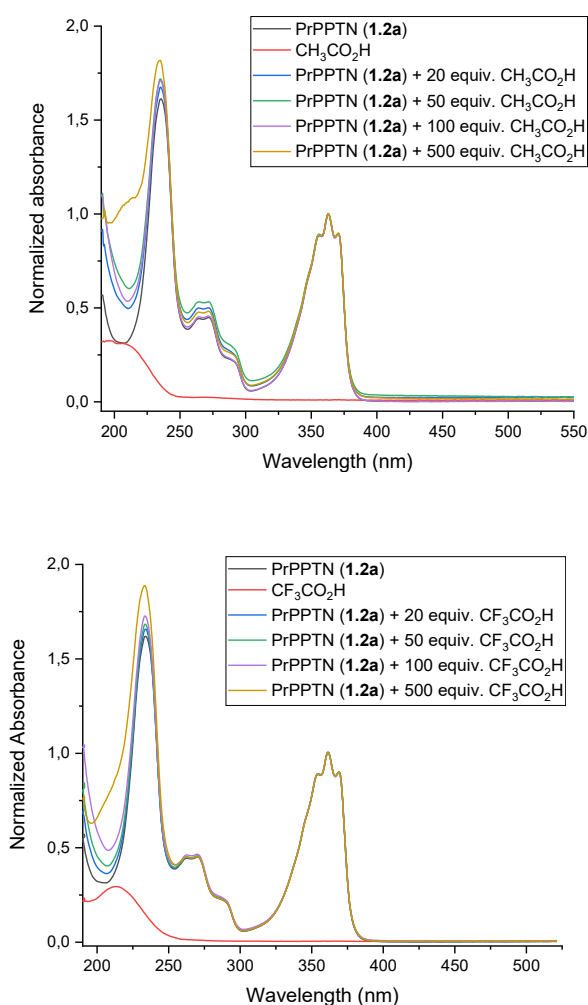 PrPPTN (1.2a)
CH₃CO₂H
PrPPTN (1.2a) + 20 equiv. CH₃CO₂H
PrPPTN (1.2a) + 50 equiv. CH₃CO₂H
PrPPTN (1.2a) + 100 equiv. CH₃CO₂H
PrPPTN (1.2a) + 500 equiv. CH₃CO₂H
Normalized absorbance
2,0
1,5
1,0
0,5
0,0
200 250 300 350 400 450 500 550
Wavelength (nm)
PrPPTN (1.2a)
CF₃CO₂H
PrPPTN (1.2a) + 20 equiv. CF₃CO₂H
PrPPTN (1.2a) + 50 equiv. CF₃CO₂H
PrPPTN (1.2a) + 100 equiv. CF₃CO₂H
PrPPTN (1.2a) + 500 equiv. CF₃CO₂H
Normalized Absorbance
2,0
1,5
1,0
0,5
0,0
200 250 300 350 400 450 500
Wavelength (nm)